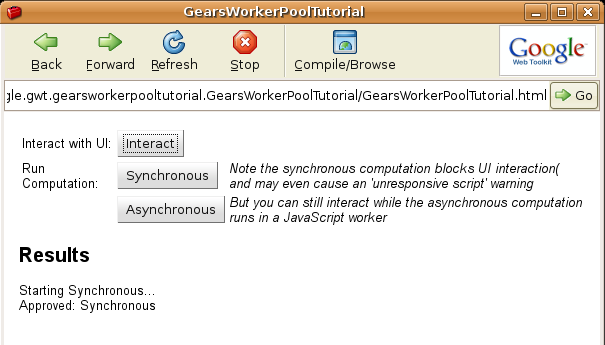 GearsWorkerPoolTutorial
Back Forward Refresh Stop Compile/Browse
Google
Web Toolkit
gle.gwt.gearsworkerpooltutorial.GearsWorkerPoolTutorial/GearsWorkerPoolTutorial.html Go
Interact with UI: Interact
Run
Computation:
Synchronous
Note the synchronous computation blocks UI interaction(
and may even cause an 'unresponsive script' warning
Asynchronous
But you can still interact while the asynchronous computation
runs in a JavaScript worker
Results
Starting Synchronous...
Approved: Synchronous